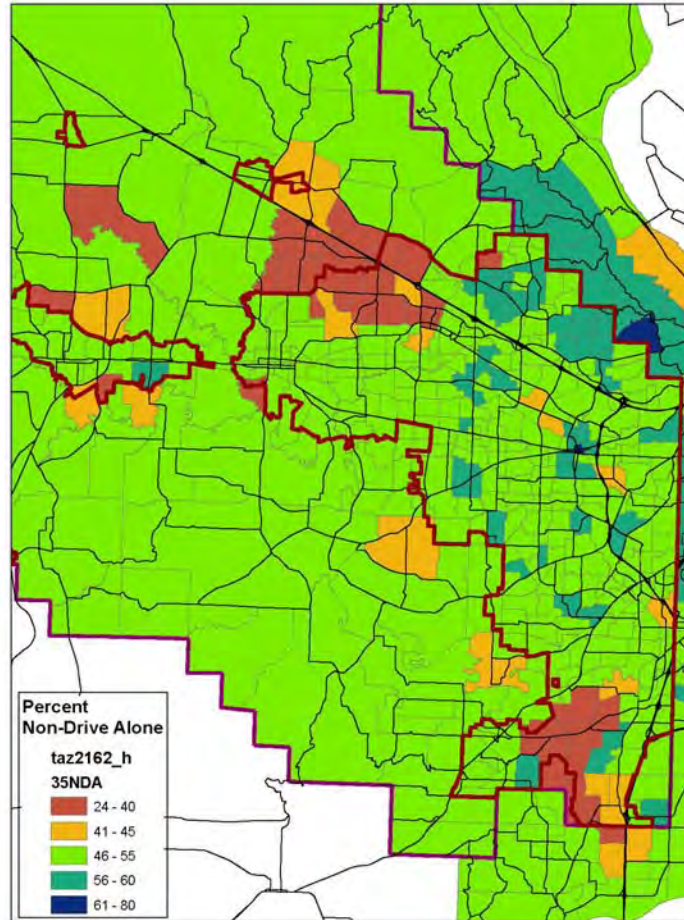 Percent
Non-Drive Alone
taz2162_h
35NDA
24 - 40
41 - 45
46 - 55
56 - 60
61 - 80